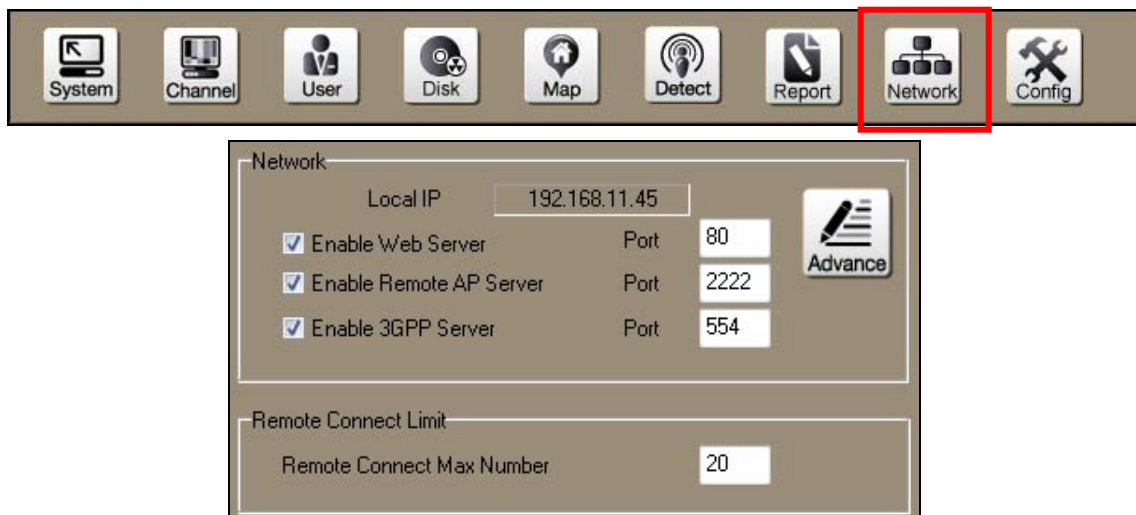 System Channel User Disk Map Detect Report Network Config
Network
Local IP 192.168.11.45
Enable Web Server Port 80
Advance
Enable Remote AP Server Port 2222
Enable 3GPP Server Port 554
Remote Connect Limit
Remote Connect Max Number 20